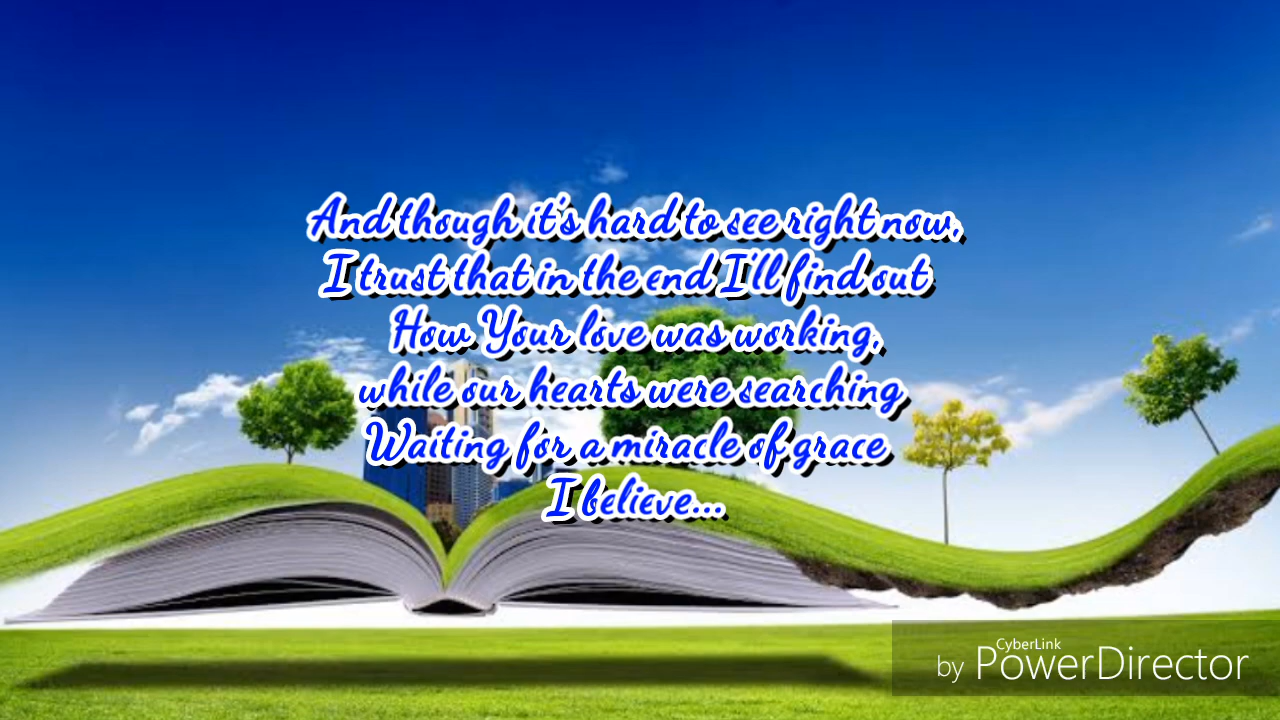 And though it's hard to see right now,
I trust that in the end I'll find out
How Your love was working,
while our hearts were searching
Waiting for a miracle of grace
I believe...
CyberLink
by PowerDirector